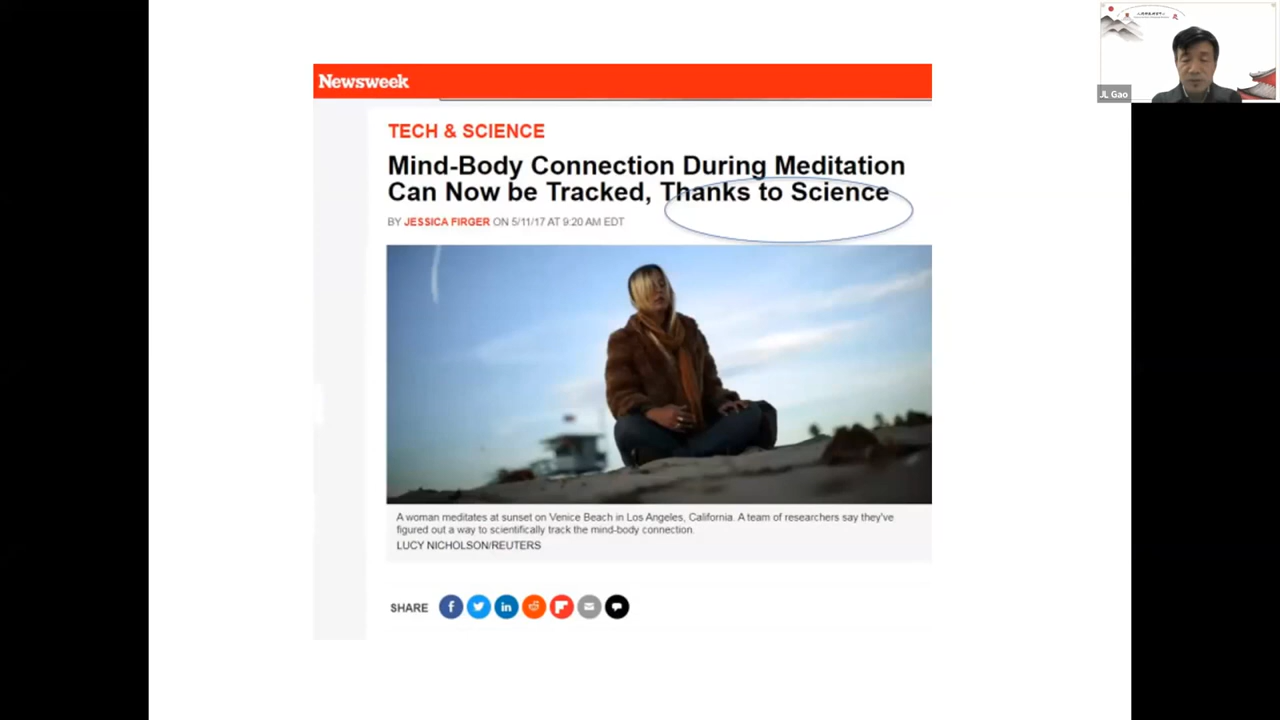 Newsweek
TECH & SCIENCE
Mind-Body Connection During Meditation
Can Now be Tracked, Thanks to Science
BY JESSICA FIRGER ON 5/11/17 AT 9:20 AM EDT
A woman meditates at sunset on Venice Beach in Los Angeles, California. A team of researchers say they've
figured out a way to scientifically track the mind-body connection.
LUCY NICHOLSON/REUTERS
SHARE
JL Gao